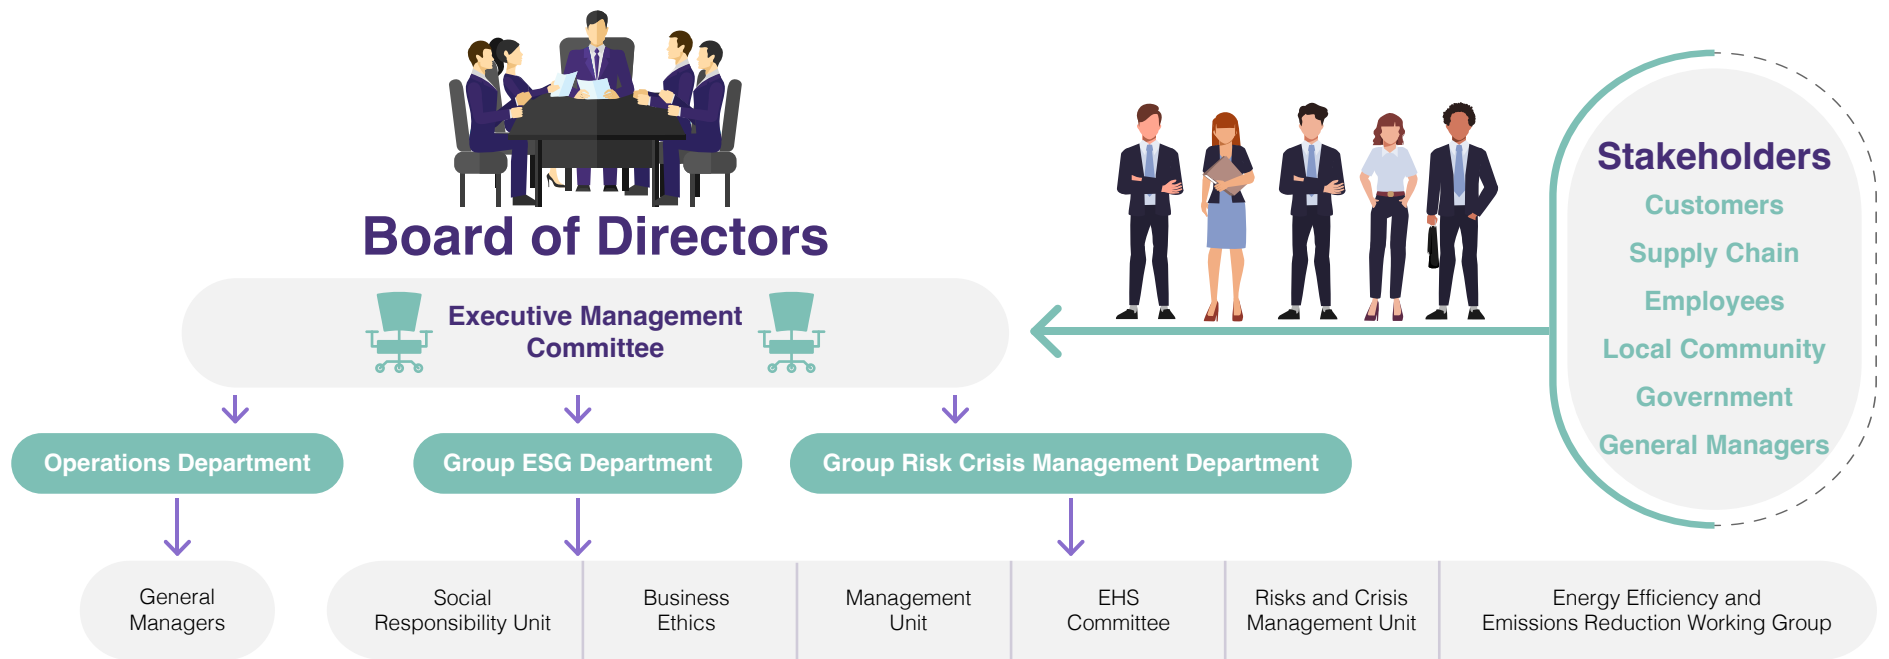 Board of Directors
Executive Management
Committee
Stakeholders
Customers
Supply Chain
Employees
Local Community
Government
General Managers
Operations Department
Group ESG Department
Group Risk Crisis Management Department
General
Managers
Social
Responsibility Unit
Business
Ethics
Management
Unit
EHS
Committee
Risks and Crisis
Management Unit
Energy Efficiency and
Emissions Reduction Working Group